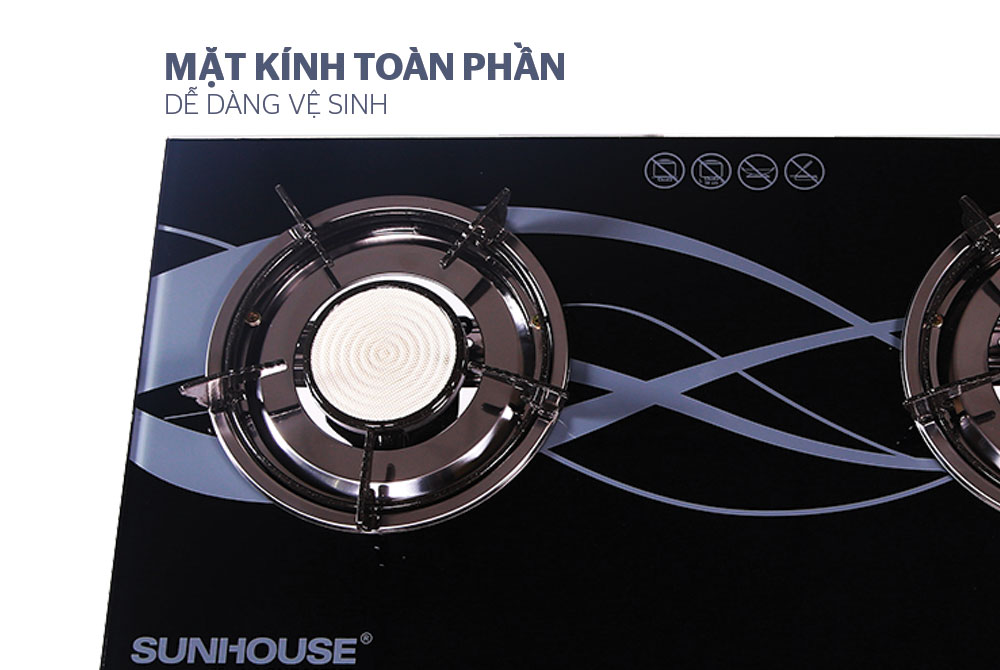 MẶT KÍNH TOÀN PHẦN
DỄ DÀNG VỆ SINH
SUNHOUSE®